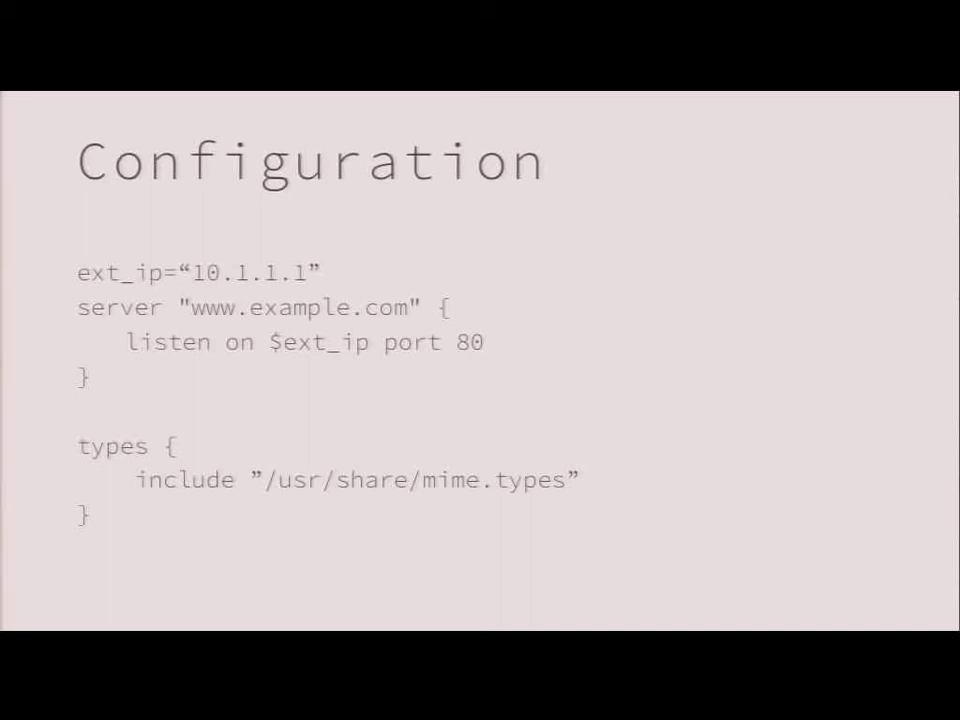 Configuration
ext_ip=“10.1.1.1”
server "www.example.com" {
listen on $ext_ip port 80
}
types {
include ”/usr/share/mime.types”
}